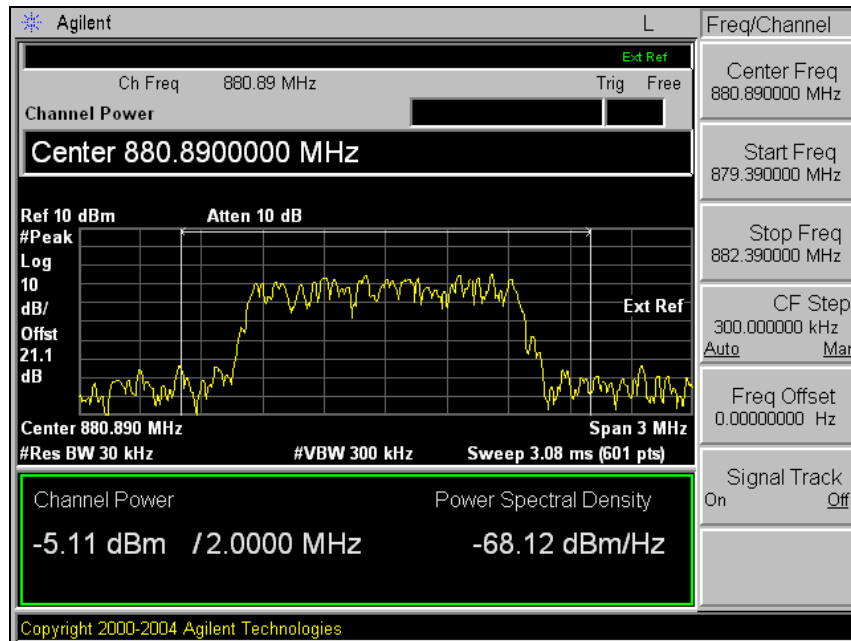 Agilent L Freq/Channel
Ext Ref
Ch Freq 880.89 MHz Trig Free
Channel Power
Center 880.8900000 MHz
Ref 10 dBm Atten 10 dB
#Peak
Log
10
dB/
Offst
21.1
dB
Ext Ref
Center 880.890 MHz Span 3 MHz
#Res BW 30 kHz #VBW 300 kHz Sweep 3.08 ms (601 pts)
Channel Power Power Spectral Density
-5.11 dBm /2.0000 MHz -68.12 dBm/Hz
Copyright 2000-2004 Agilent Technologies
Center Freq
880.890000 MHz
Start Freq
879.390000 MHz
Stop Freq
882.390000 MHz
CF Step
300.000000 kHz
Auto Man
Freq Offset
0.00000000 Hz
Signal Track
On Off